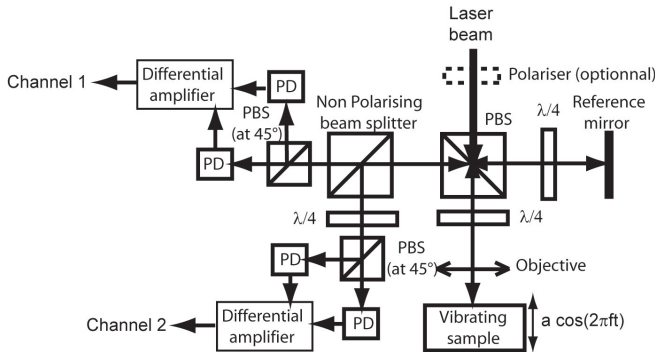 Laser
beam
Polariser (optionnal)
Channel 1
Differential
amplifier
PD
PBS
(at 45°)
PD
Non Polarising
beam splitter
PBS
λ/4
Reference
mirror
λ/4
λ/4
PBS
(at 45°)
PD
Objective
Channel 2
Differential
amplifier
PD
Vibrating
sample
a cos(2πft)